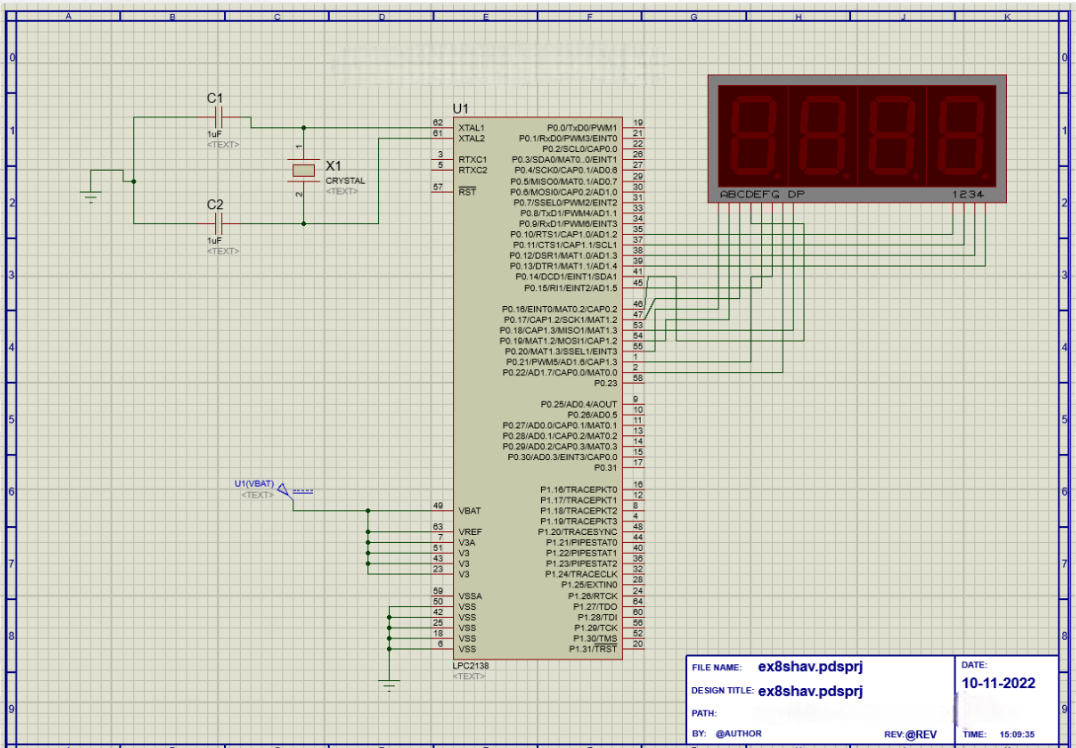 A B C D E F G H J K
0 0
1 1
2 2
3 3
4 4
5 5
6 6
7 7
8 8
9 9
C1
1uF
<TEXT>
C2
1uF
<TEXT>
X1
CRYSTAL
<TEXT>
1
2
U1
62 XTAL1
61 XTAL2
3 RTXC1
5 RTXC2
57 RST
49 VBAT
63 VREF
7 V3A
51 V3
43 V3
23 V3
59 VSSA
50 VSS
42 VSS
25 VSS
18 VSS
6 VSS
P0.0/TxD0/PWM1 19
P0.1/RxD0/PWM3/EINT0 21
P0.2/SCL0/CAP0.0 22
P0.3/SDA0/MAT0..0/EINT1 26
P0.4/SCK0/CAP0.1/AD0.6 27
P0.5/MISO0/MAT0.1/AD0.7 29
P0.6/MOSI0/CAP0.2/AD1.0 30
P0.7/SSEL0/PWM2/EINT2 31
P0.8/TxD1/PWM4/AD1.1 33
P0.9/RxD1/PWM6/EINT3 34
P0.10/RTS1/CAP1.0/AD1.2 35
P0.11/CTS1/CAP1.1/SCL1 37
P0.12/DSR1/MAT1.0/AD1.3 38
P0.13/DTR1/MAT1.1/AD1.4 39
P0.14/DCD1/EINT1/SDA1 41
P0.15/RI1/EINT2/AD1.5 45
P0.16/EINT0/MAT0.2/CAP0.2 46
P0.17/CAP1.2/SCK1/MAT1.2 47
P0.18/CAP1.3/MISO1/MAT1.3 53
P0.19/MAT1.2/MOSI1/CAP1.2 54
P0.20/MAT1.3/SSEL1/EINT3 55
P0.21/PWM5/AD1.6/CAP1.3 1
P0.22/AD1.7/CAP0.0/MAT0.0 2
P0.23 58
P0.25/AD0.4/AOUT 9
P0.26/AD0.5 10
P0.27/AD0.0/CAP0.1/MAT0.1 11
P0.28/AD0.1/CAP0.2/MAT0.2 13
P0.29/AD0.2/CAP0.3/MAT0.3 14
P0.30/AD0.3/EINT3/CAP0.0 15
P0.31 17
P1.16/TRACEPKT0 16
P1.17/TRACEPKT1 12
P1.18/TRACEPKT2 8
P1.19/TRACEPKT3 4
P1.20/TRACESYNC 48
P1.21/PIPESTAT0 44
P1.22/PIPESTAT1 40
P1.23/PIPESTAT2 36
P1.24/TRACECLK 32
P1.25/EXTIN0 28
P1.26/RTCK 24
P1.27/TDO 64
P1.28/TDI 60
P1.29/TCK 56
P1.30/TMS 52
P1.31/TRST 20
LPC2138
<TEXT>
ABCDEFG DP 1234
U1(VBAT)
<TEXT>
FILE NAME: ex8shav.pdsprj
DESIGN TITLE: ex8shav.pdsprj
PATH:
BY: @AUTHOR REV:@REV
DATE:
10-11-2022
TIME: 15:09:35